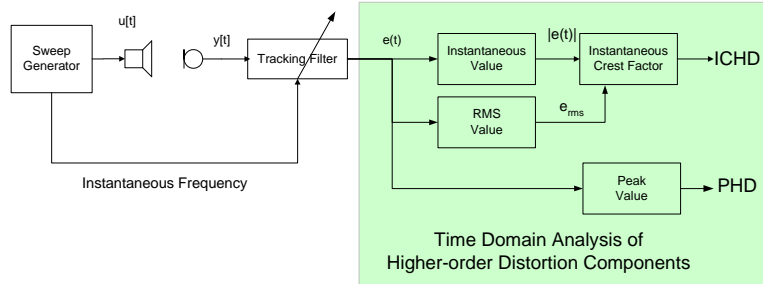 u[t]
y[t]
Sweep
Generator
Tracking Filter
e(t)
Instantaneous
Value
|e(t)|
Instantaneous
Crest Factor
ICHD
RMS
Value
erms
Instantaneous Frequency
Peak
Value
PHD
Time Domain Analysis of
Higher-order Distortion Components